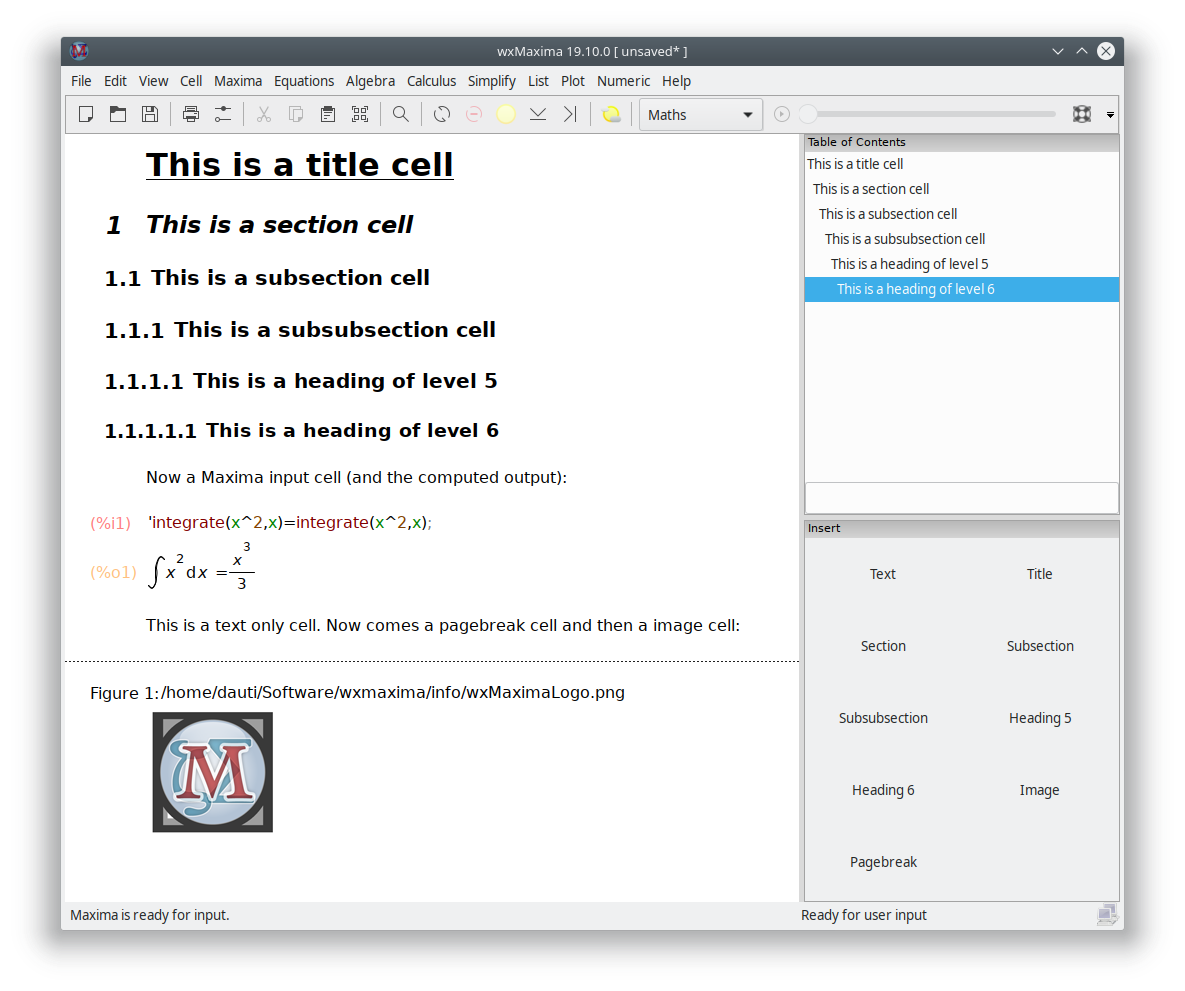 wxMaxima 19.10.0 [ unsaved* ]
File Edit View Cell Maxima Equations Algebra Calculus Simplify List Plot Numeric Help
Maths
This is a title cell
1 This is a section cell
1.1 This is a subsection cell
1.1.1 This is a subsubsection cell
1.1.1.1 This is a heading of level 5
1.1.1.1.1 This is a heading of level 6
Now a Maxima input cell (and the computed output):
(%i1) 'integrate(x^2,x)=integrate(x^2,x);
(%o1) ∫x^2 dx = x^3/3
This is a text only cell. Now comes a pagebreak cell and then a image cell:
Figure 1:/home/dauti/Software/wxmaxima/info/wxMaximaLogo.png
M
Table of Contents
This is a title cell
This is a section cell
This is a subsection cell
This is a subsubsection cell
This is a heading of level 5
This is a heading of level 6
Insert
Text Title
Section Subsection
Subsubsection Heading 5
Heading 6 Image
Pagebreak
Maxima is ready for input. Ready for user input